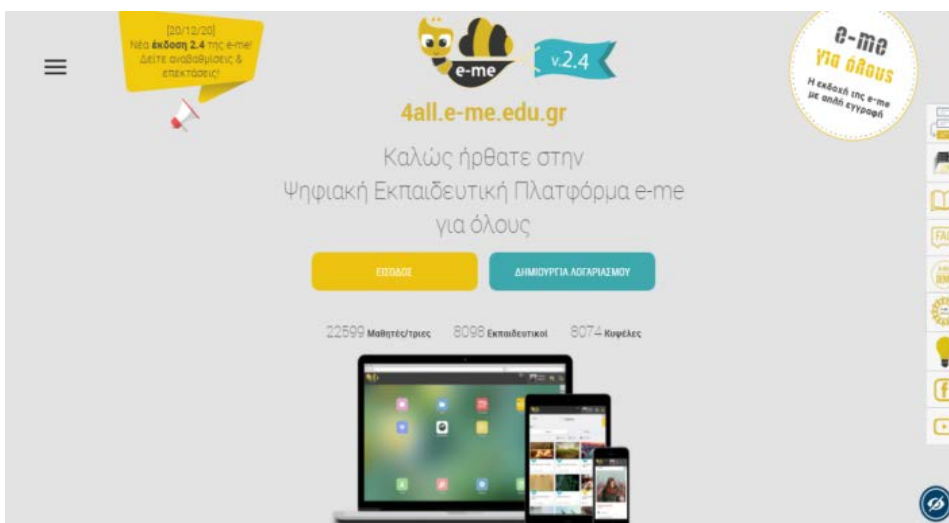 [20/12/20]
Νέα έκδοση 2.4 της e-me!
Δείτε αναβαθμίσεις &
επεκτάσεις!
e-me
v.2.4
4all.e-me.edu.gr
e-me
για όλους
Η εκδοχή της e-me
με απλή εγγραφή
Καλώς ήρθατε στην
Ψηφιακή Εκπαιδευτική Πλατφόρμα e-me
για όλους
ΕΙΣΟΔΟΣ
ΔΗΜΙΟΥΡΓΙΑ ΛΟΓΑΡΙΑΣΜΟΥ
22599 Μαθητές/τριες 8098 Εκπαιδευτικοί 8074 Κυψέλες